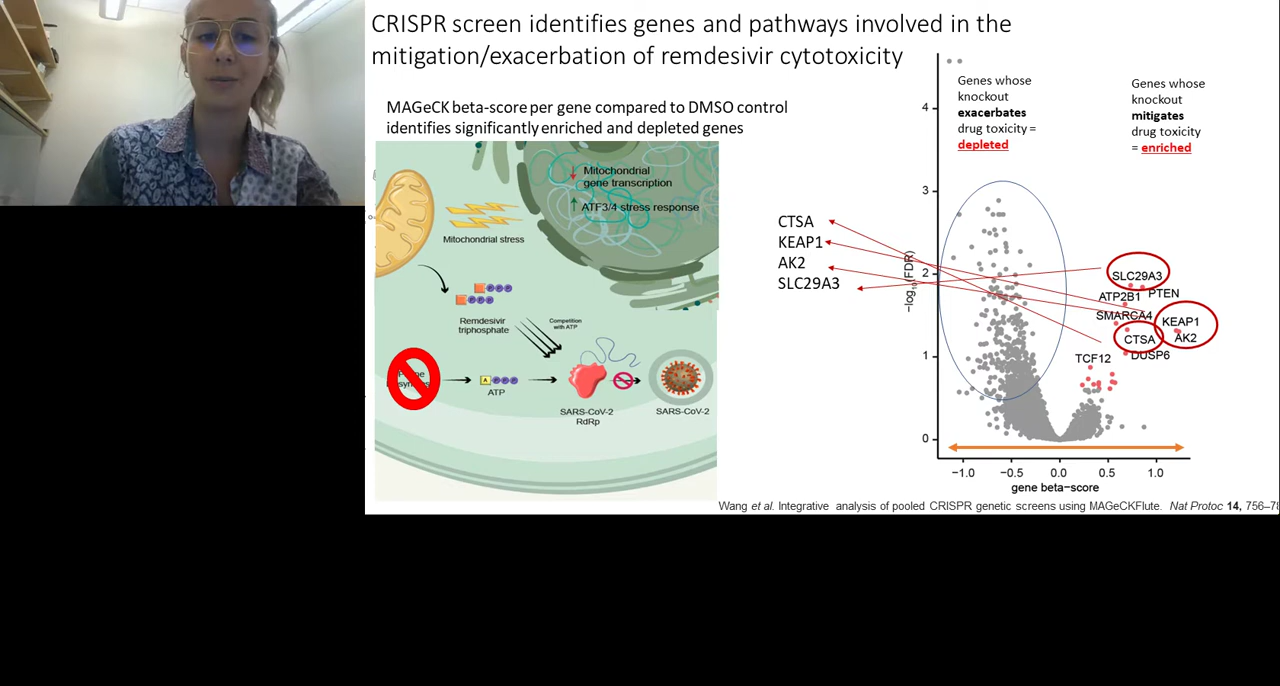 CRISPR screen identifies genes and pathways involved in the
mitigation/exacerbation of remdesivir cytotoxicity
MAGeCK beta-score per gene compared to DMSO control
identifies significantly enriched and depleted genes
Mitochondrial
gene transcription
ATF3/4 stress response
Mitochondrial stress
Remdesivir
triphosphate
Competition
with ATP
A
ATP
SARS-CoV-2
RdRp
SARS-CoV-2
CTSA
KEAP1
AK2
SLC29A3
Genes whose
knockout
exacerbates
drug toxicity =
depleted
Genes whose
knockout
mitigates
drug toxicity
= enriched
4
3
2
1
0
SLC29A3
ATP2B1
PTEN
SMARCA4
KEAP1
CTSA
AK2
TCF12
DUSP6
−1.0
−0.5
0.0
0.5
1.0
gene beta−score
Wang et al. Integrative analysis of pooled CRISPR genetic screens using MAGeCKFlute. Nat Protoc 14,